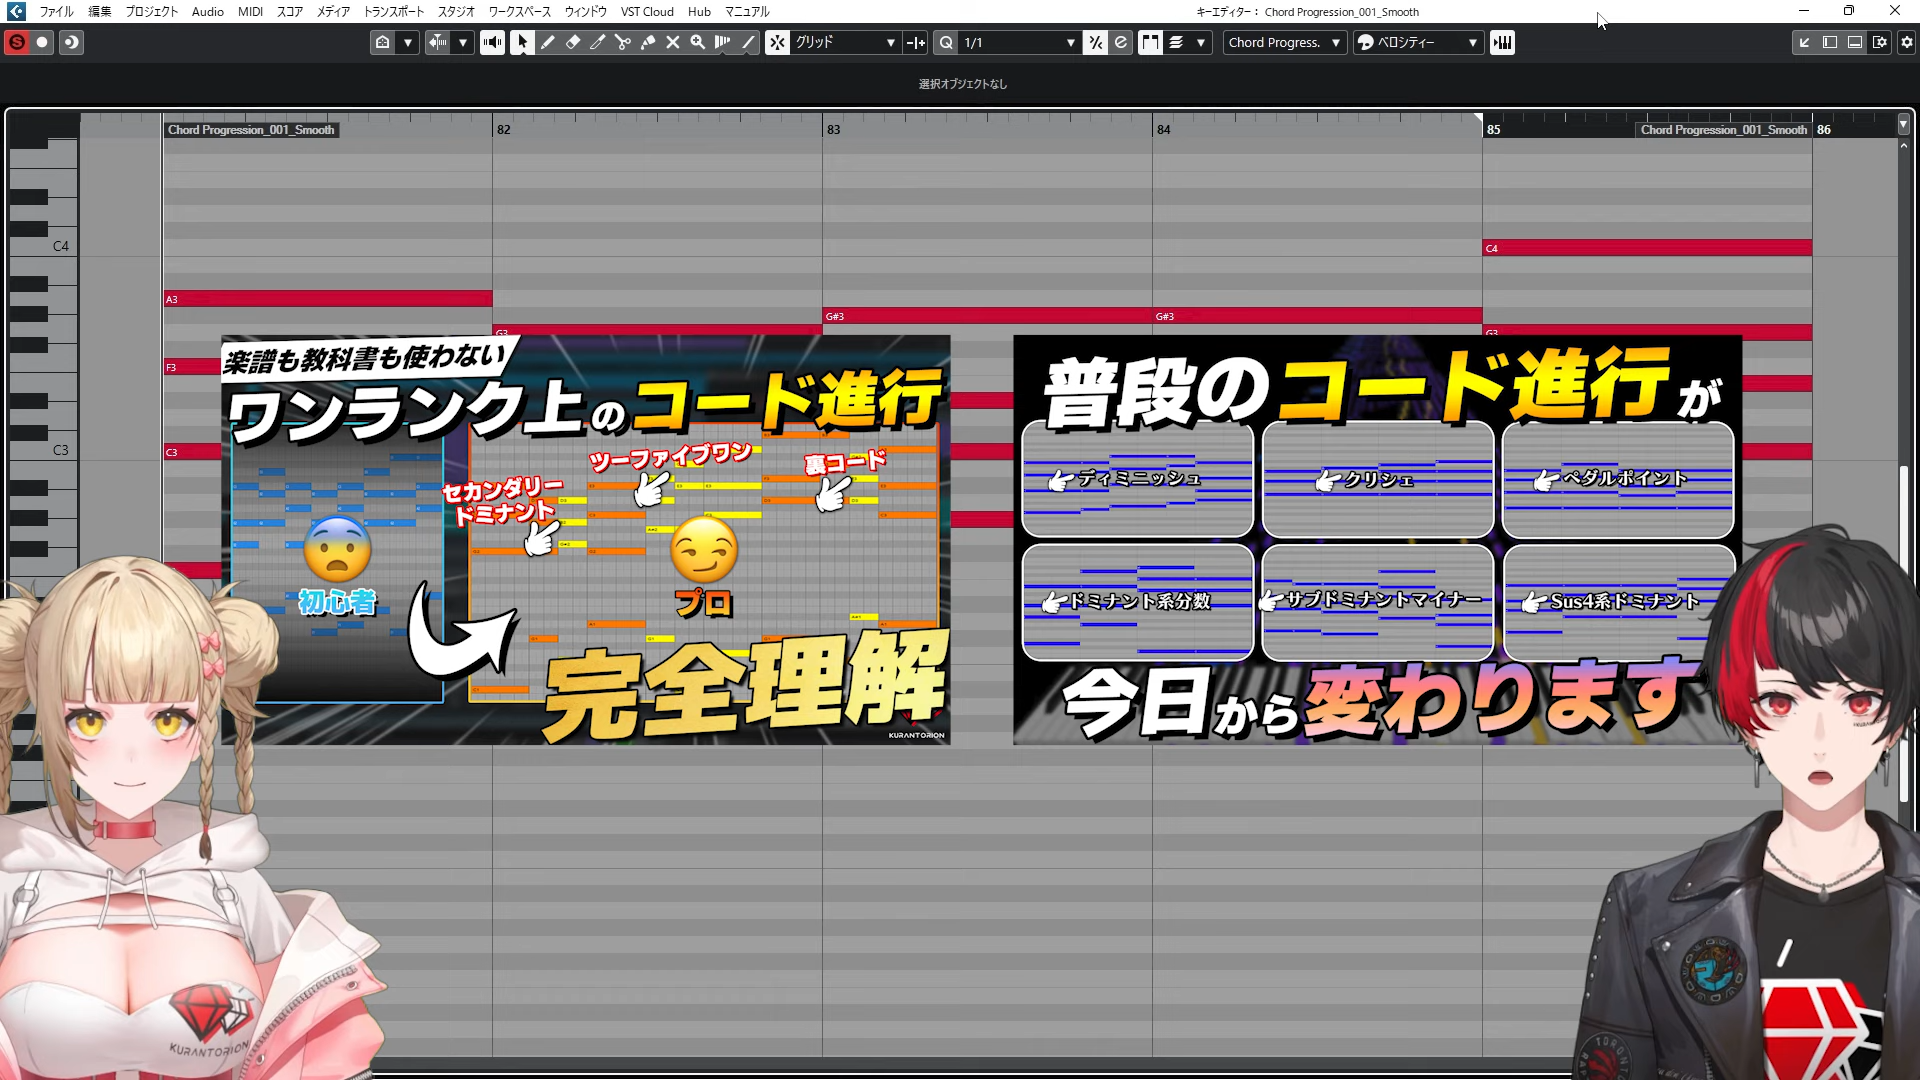 ファイル 編集 プロジェクト Audio MIDI スコア メディア トランスポート スタジオ ワークスペース ウィンドウ VST Cloud Hub マニュアル
キーエディター： Chord Progression_001_Smooth
S グリッド Q 1/1 Chord Progress. ベロシティー
選択オブジェクトなし
Chord Progression_001_Smooth 82 83 84 85 Chord Progression_001_Smooth 86
C4
C4
A3
G#3 G#3
G3 G3
F3
C3
C3
楽譜も教科書も使わない
ワンランク上のコード進行
セカンダリー
ドミナント
ツーファイブワン
裏コード
初心者
プロ
完全理解
KURANTORION
普段のコード進行が
ディミニッシュ
クリシェ
ペダルポイント
ドミナント系分数
サブドミナントマイナー
Sus4系ドミナント
今日から変わります
KURANTORION